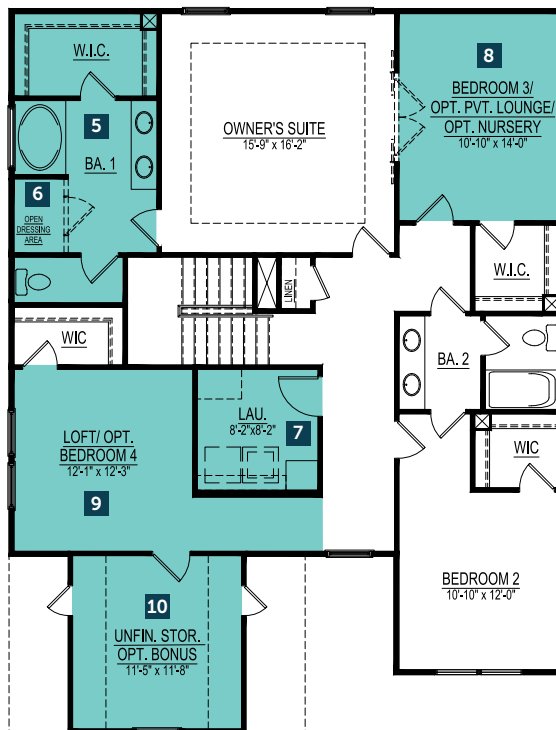 W.I.C.
5
BA. 1
6
OPEN
DRESSING
AREA
OWNER'S SUITE
15'-9" x 16'-2"
8
BEDROOM 3/
OPT. PVT. LOUNGE/
OPT. NURSERY
10'-10" x 14'-0"
W.I.C.
LINEN
WIC
BA. 2
LAU.
8'-2"x8'-2"
7
LOFT/ OPT.
BEDROOM 4
12'-1" x 12'-3"
9
WIC
BEDROOM 2
10'-10" x 12'-0"
10
UNFIN. STOR.
OPT. BONUS
11'-5" x 11'-8"